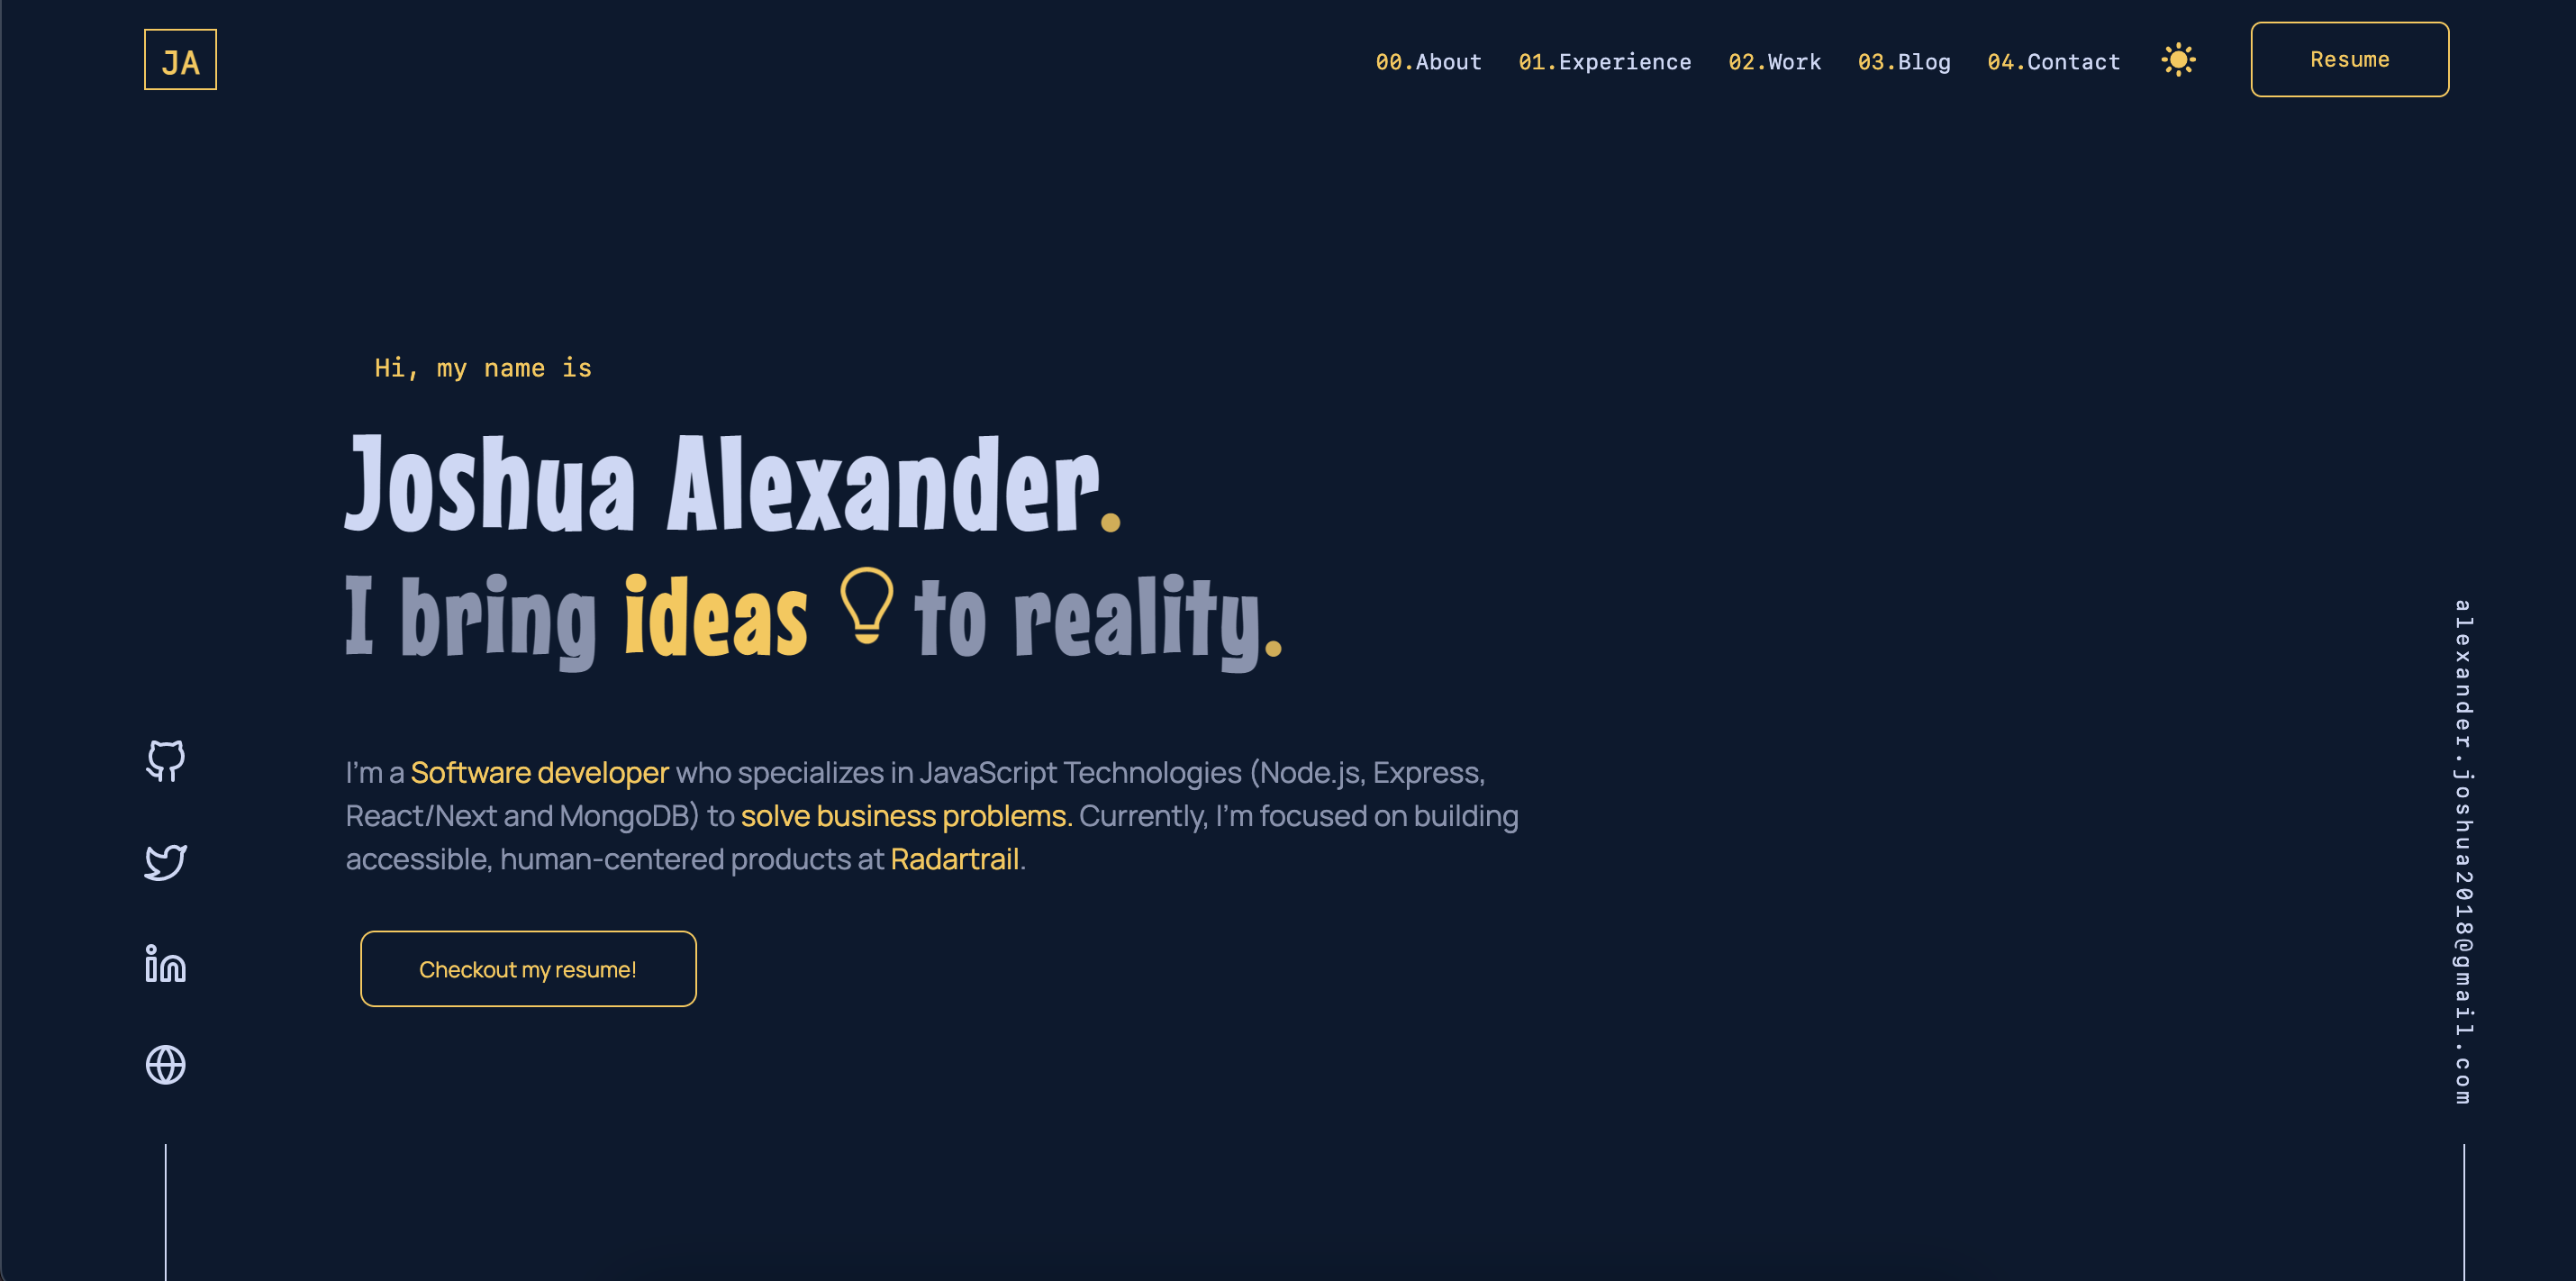 JA
00.About 01.Experience 02.Work 03.Blog 04.Contact Resume
Hi, my name is
Joshua Alexander.
I bring ideas to reality.
I'm a Software developer who specializes in JavaScript Technologies (Node.js, Express,
React/Next and MongoDB) to solve business problems. Currently, I'm focused on building
accessible, human-centered products at Radartrail.
Checkout my resume!
in
alexander.joshua2018@gmail.com